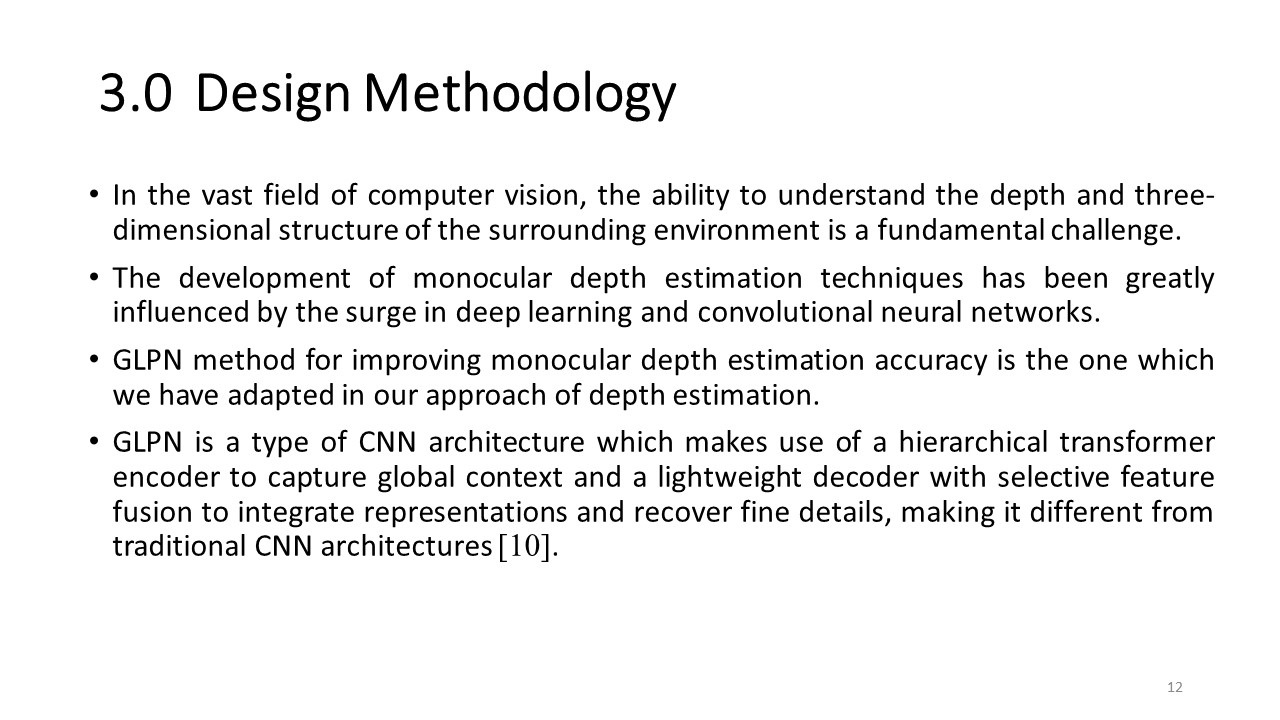 3.0 Design Methodology
• In the vast field of computer vision, the ability to understand the depth and three-
dimensional structure of the surrounding environment is a fundamental challenge.
• The development of monocular depth estimation techniques has been greatly
influenced by the surge in deep learning and convolutional neural networks.
• GLPN method for improving monocular depth estimation accuracy is the one which
we have adapted in our approach of depth estimation.
• GLPN is a type of CNN architecture which makes use of a hierarchical transformer
encoder to capture global context and a lightweight decoder with selective feature
fusion to integrate representations and recover fine details, making it different from
traditional CNN architectures [10].
12